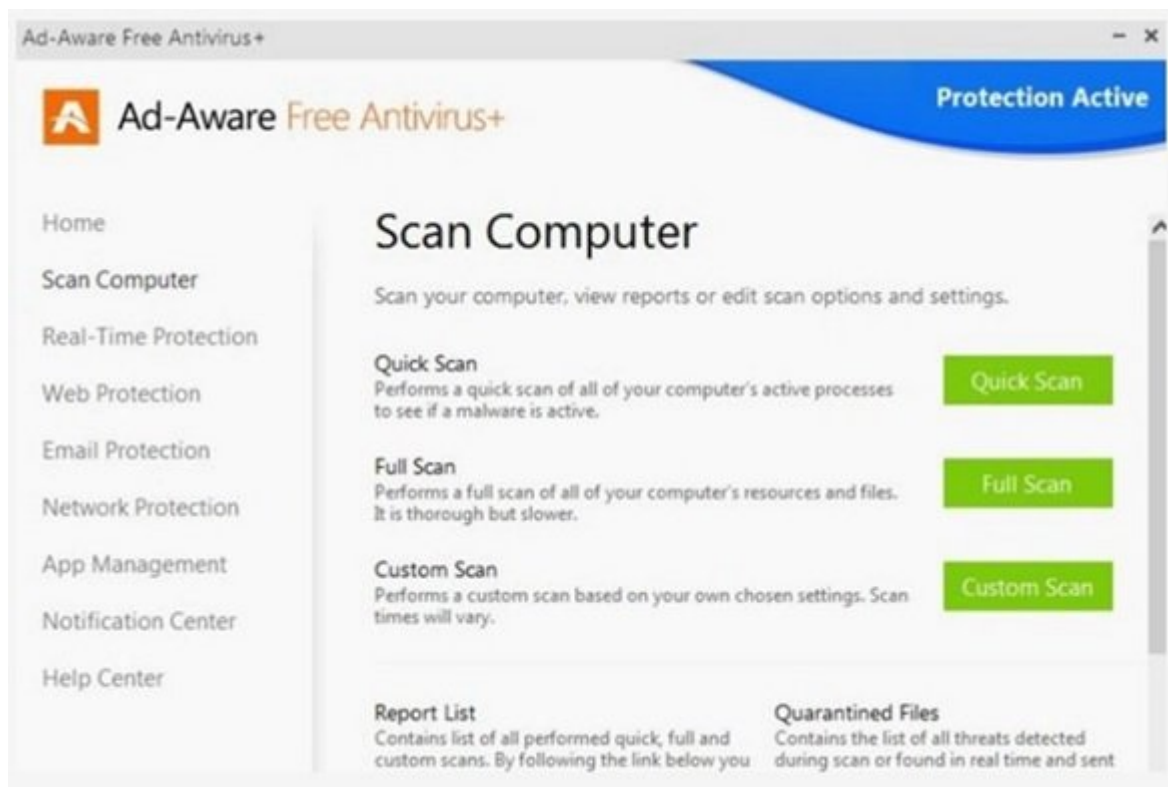 Ad-Aware Free Antivirus+
Ad-Aware Free Antivirus+
Protection Active
Home
Scan Computer
Real-Time Protection
Web Protection
Email Protection
Network Protection
App Management
Notification Center
Help Center
Scan Computer
Scan your computer, view reports or edit scan options and settings.
Quick Scan
Performs a quick scan of all of your computer's active processes
to see if a malware is active.
Quick Scan
Full Scan
Performs a full scan of all of your computer's resources and files.
It is thorough but slower.
Full Scan
Custom Scan
Performs a custom scan based on your own chosen settings. Scan
times will vary.
Custom Scan
Report List
Contains list of all performed quick, full and
custom scans. By following the link below you
Quarantined Files
Contains the list of all threats detected
during scan or found in real time and sent